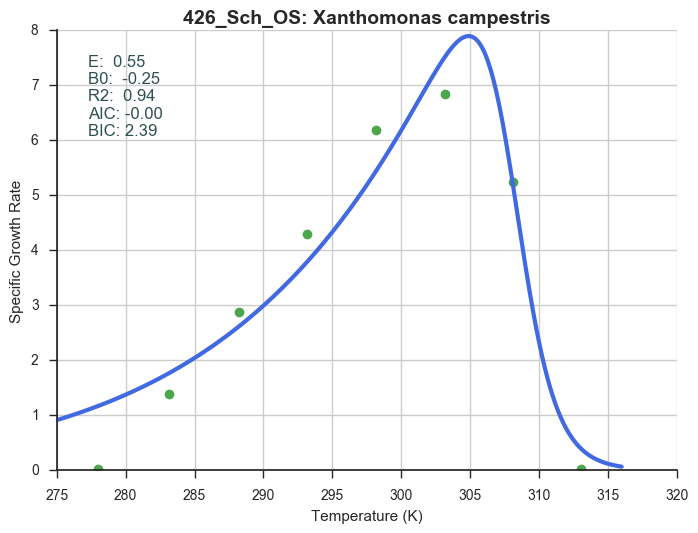 426_Sch_OS: Xanthomonas campestris
E:  0.55
B0:  -0.25
R2:  0.94
AIC: -0.00
BIC: 2.39
Specific Growth Rate
8
7
6
5
4
3
2
1
0
275 280 285 290 295 300 305 310 315 320
Temperature (K)